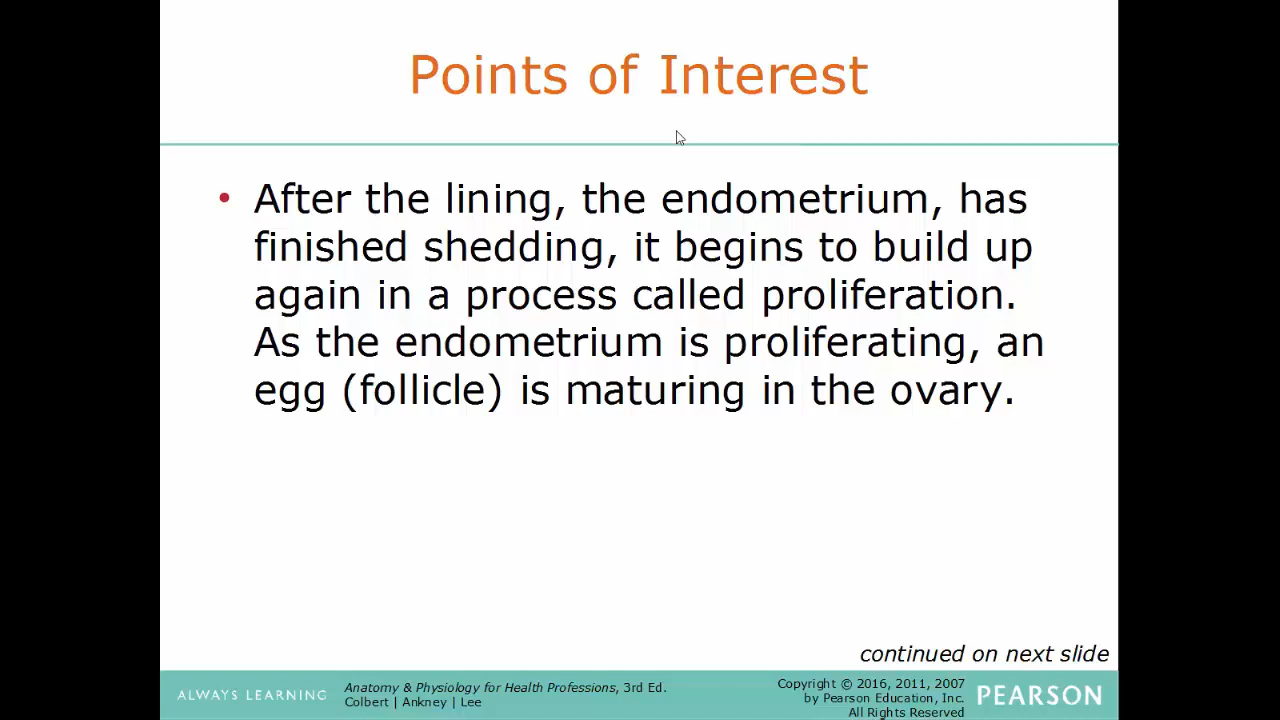 Points of Interest
• After the lining, the endometrium, has
finished shedding, it begins to build up
again in a process called proliferation.
As the endometrium is proliferating, an
egg (follicle) is maturing in the ovary.
continued on next slide
ALWAYS LEARNING
Anatomy & Physiology for Health Professions, 3rd Ed.
Colbert | Ankney | Lee
Copyright © 2016, 2011, 2007
by Pearson Education, Inc.
All Rights Reserved
PEARSON